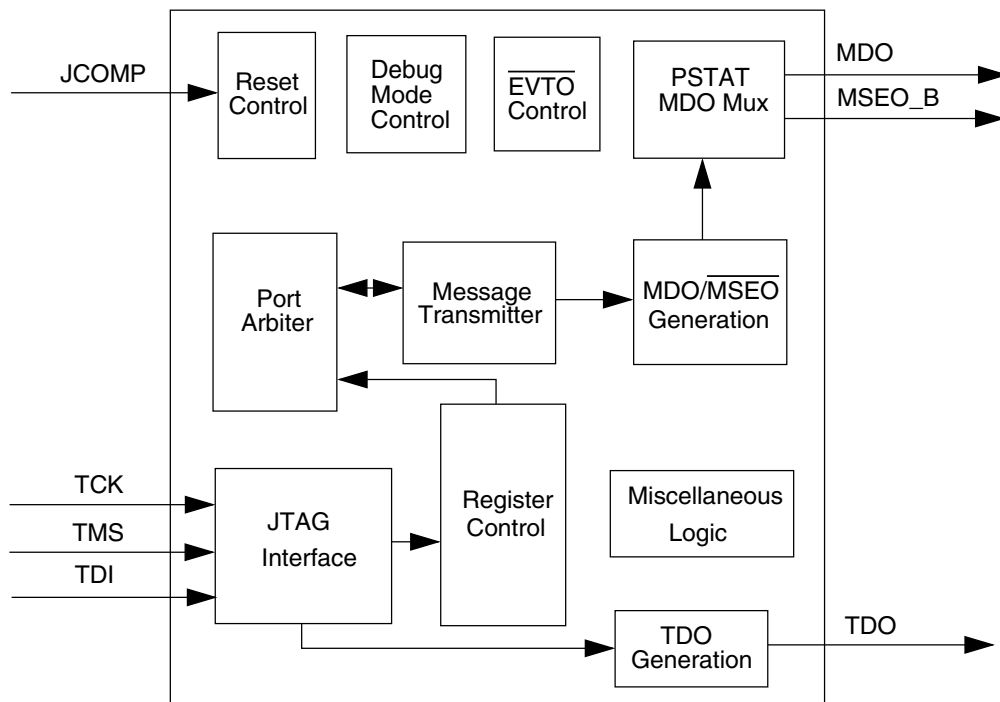 JCOMP
Reset
Control
Debug
Mode
Control
EVTO
Control
PSTAT
MDO Mux
MDO
MSEO_B
Port
Arbiter
Message
Transmitter
MDO/MSEO
Generation
TCK
TMS
TDI
JTAG
Interface
Register
Control
Miscellaneous
Logic
TDO
Generation
TDO